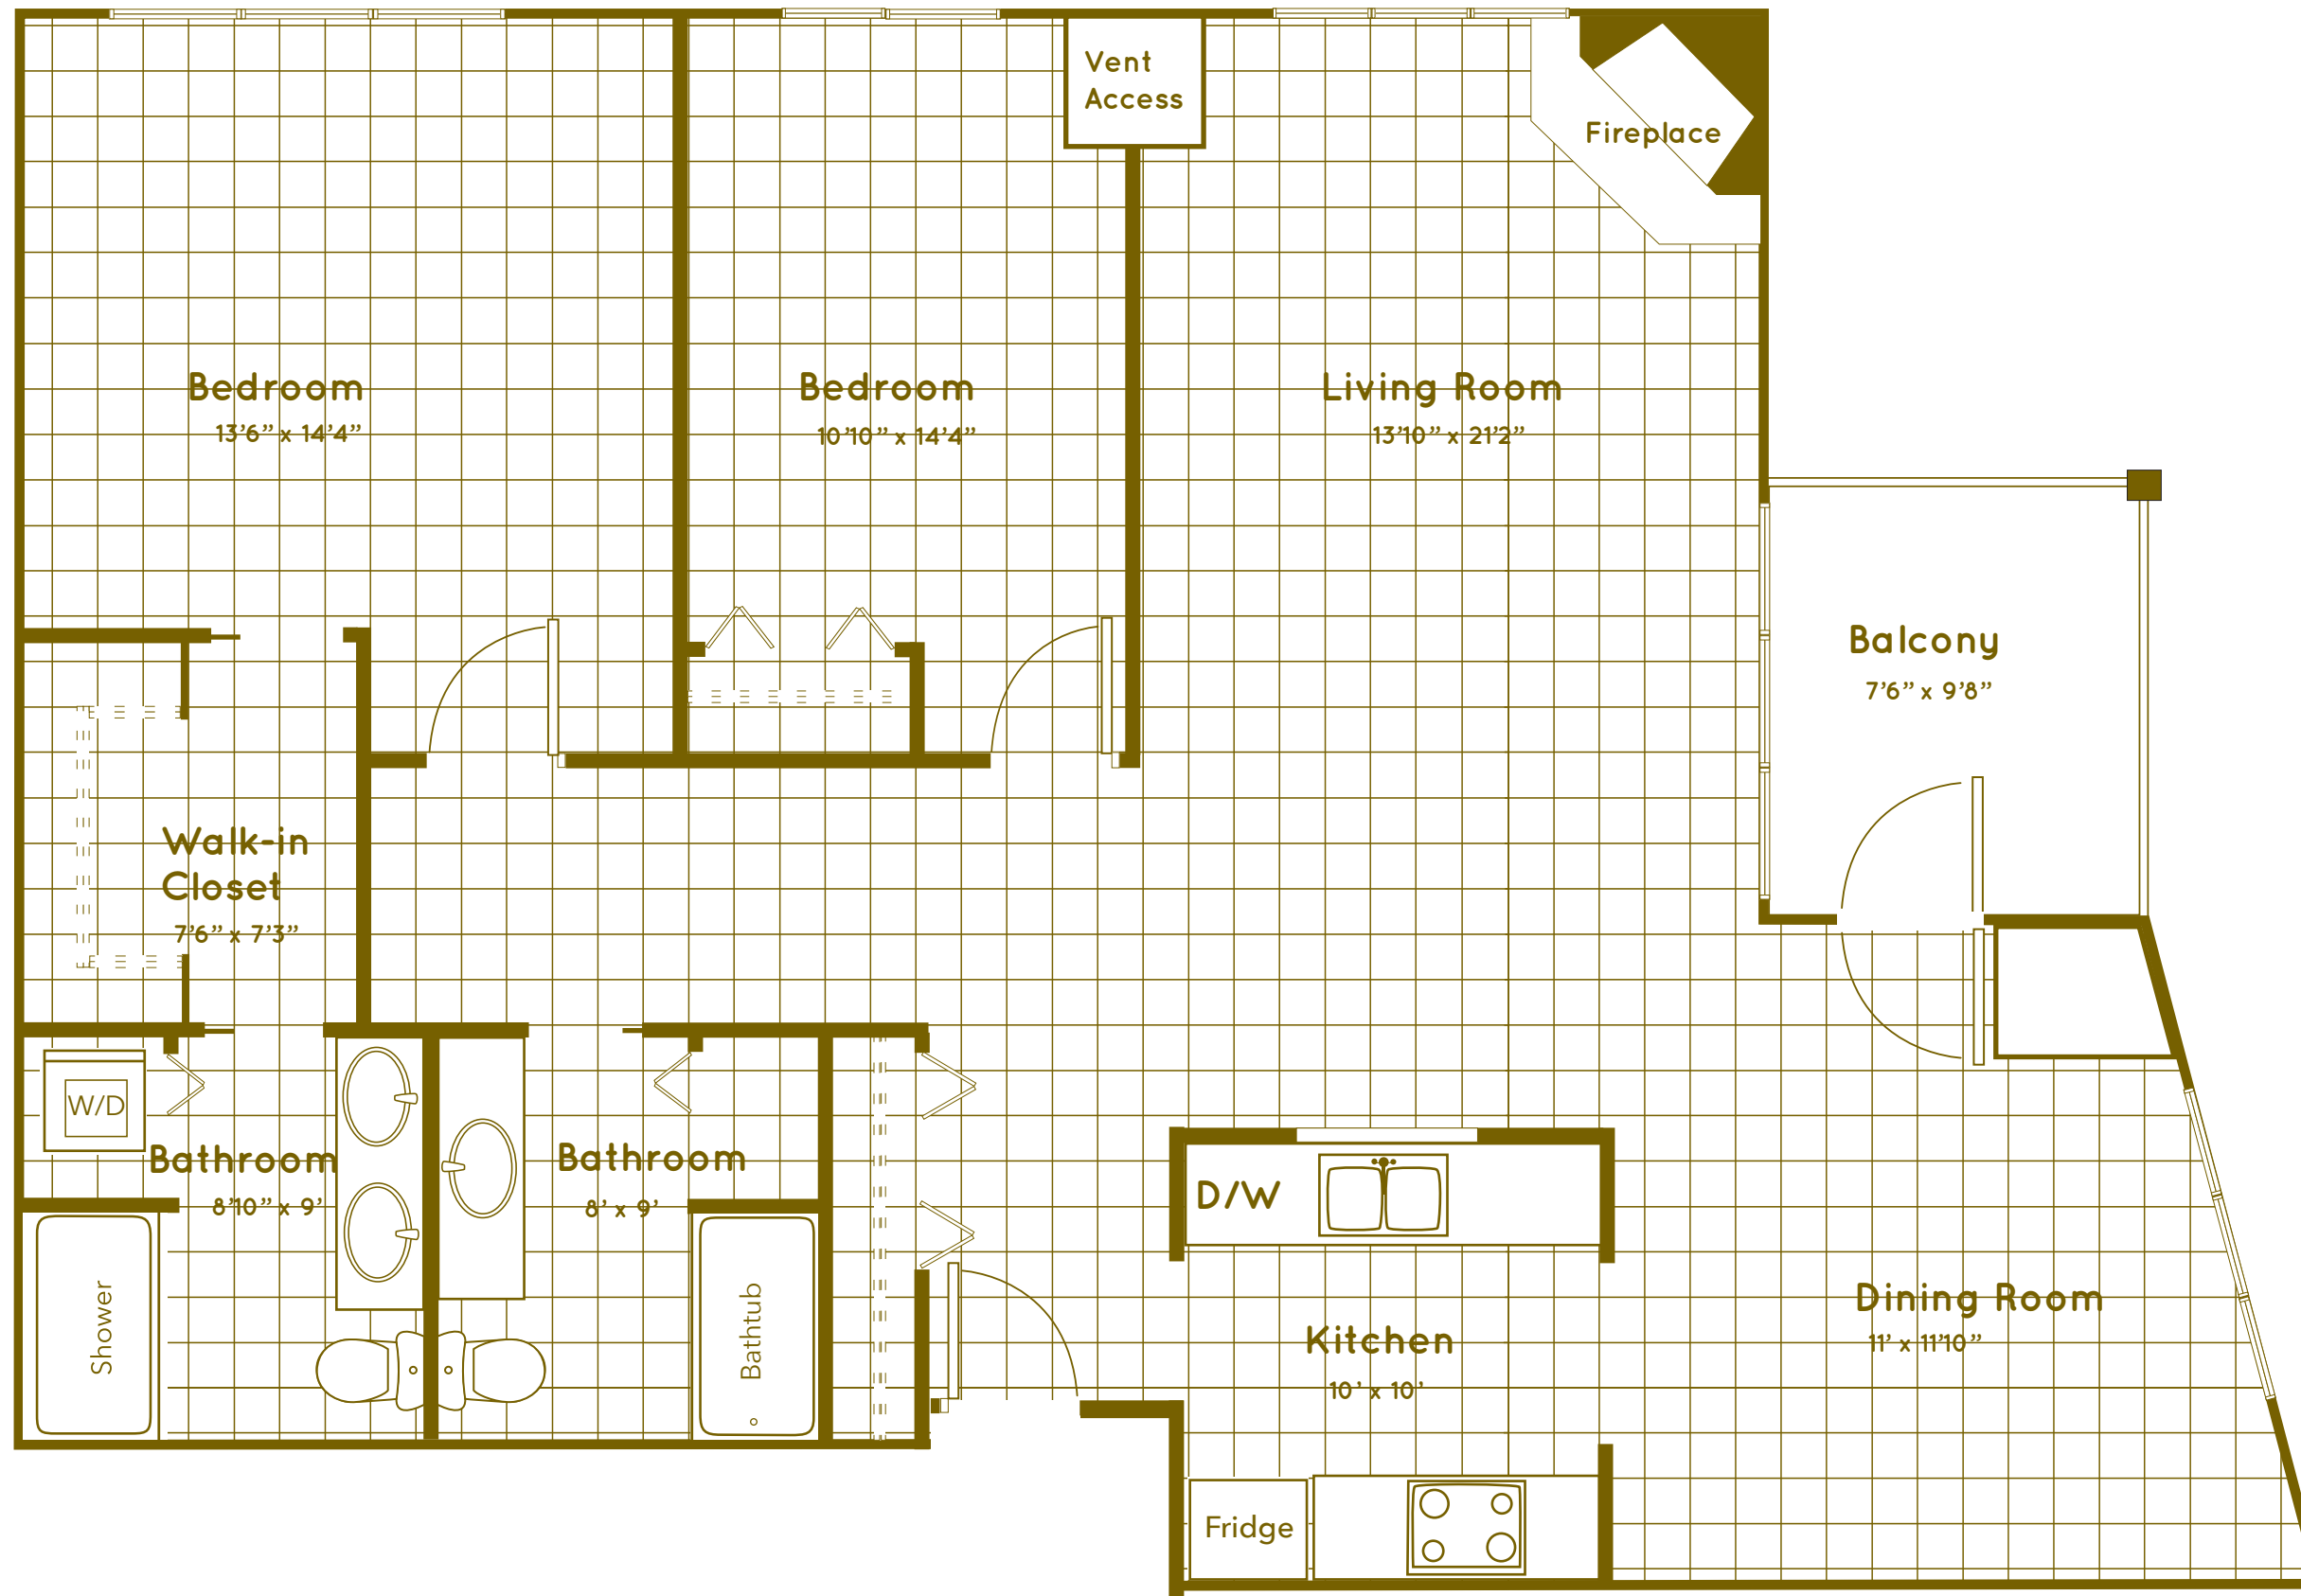 Vent
Access
Fireplace
Bedroom
13'6” x 14'4”
Bedroom
10'10” x 14'4”
Living Room
13'10” x 21'2”
Balcony
7'6” x 9'8”
Walk-in
Closet
7'6” x 7'3”
W/D
Bathroom
8'10” x 9'
Bathroom
8' x 9'
D/W
Shower
Bathtub
Kitchen
10' x 10'
Dining Room
11' x 11'10”
Fridge